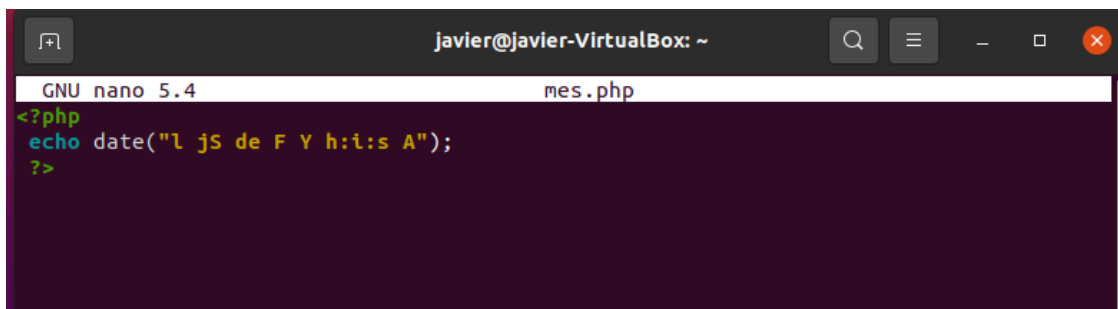 javier@javier-VirtualBox: ~
GNU nano 5.4 mes.php
<?php
echo date("l jS de F Y h:i:s A");
?>